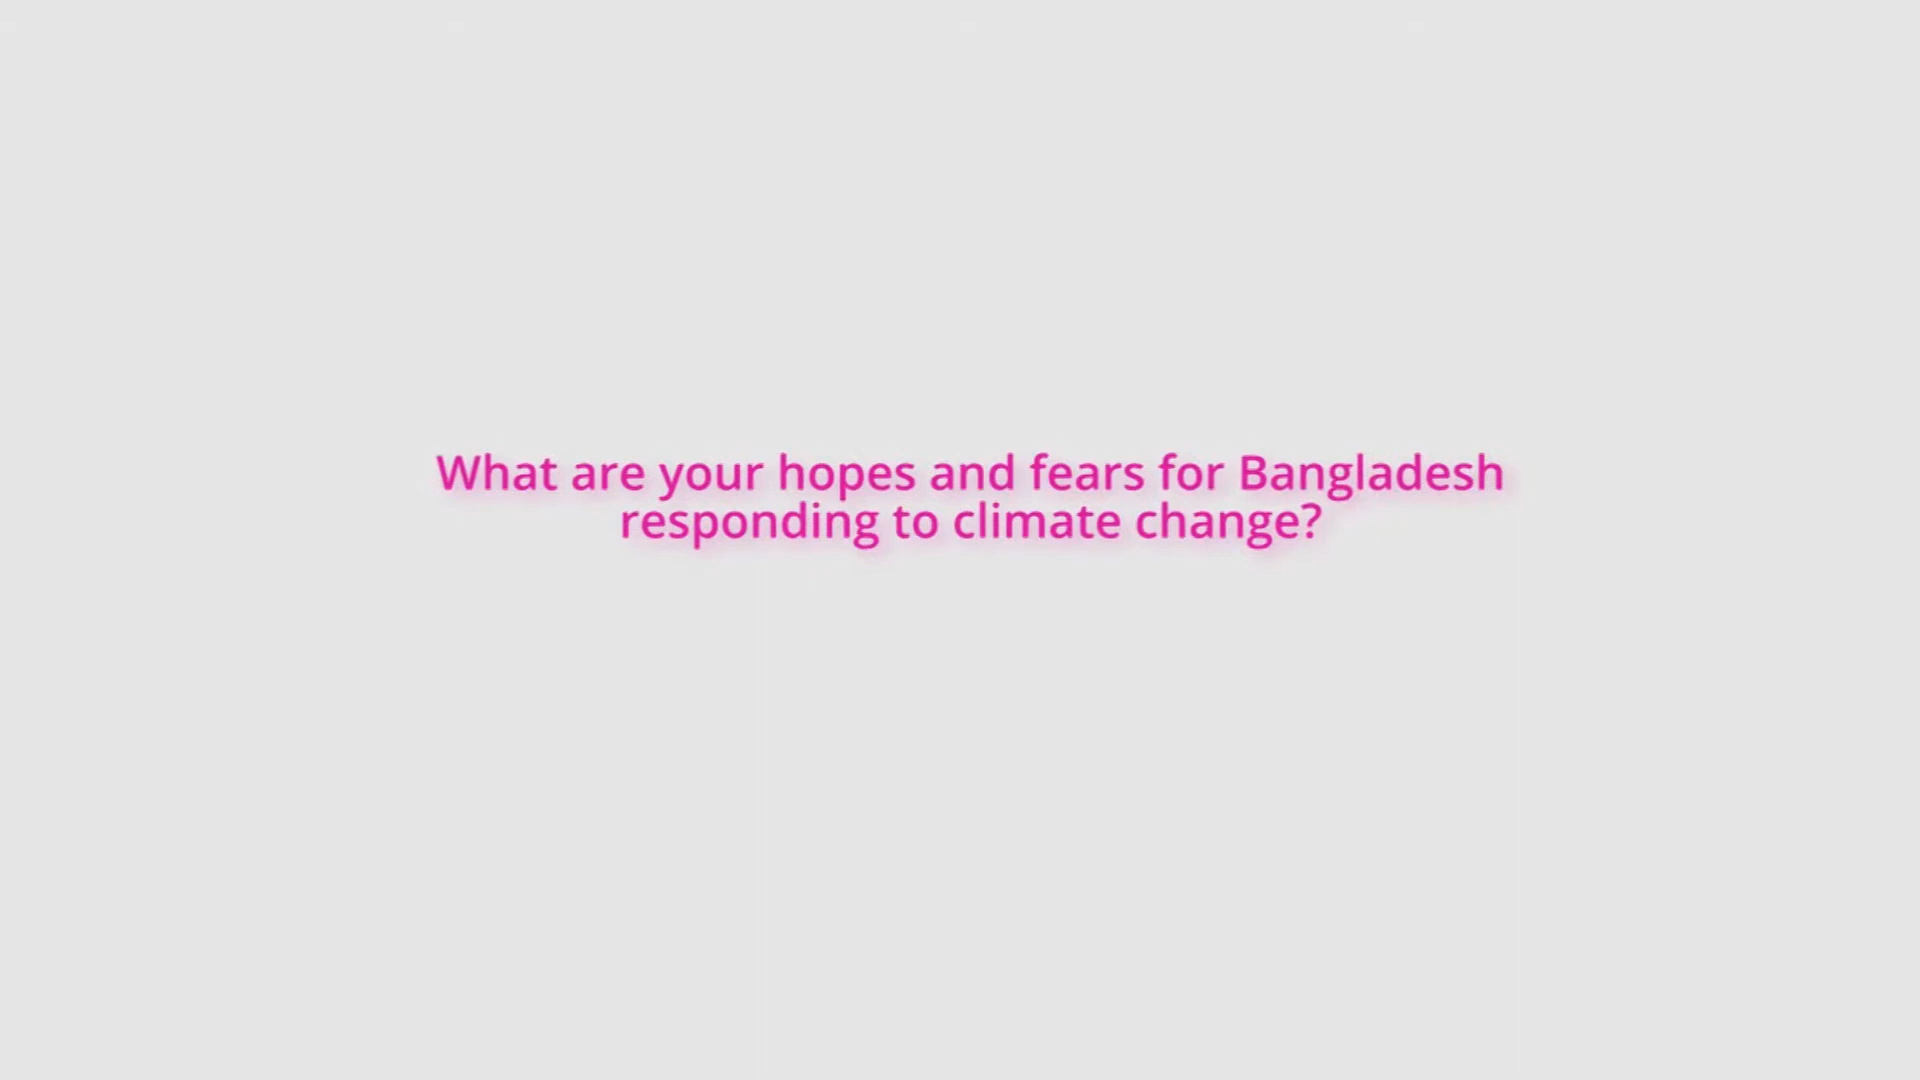 What are your hopes and fears for Bangladesh
responding to climate change?